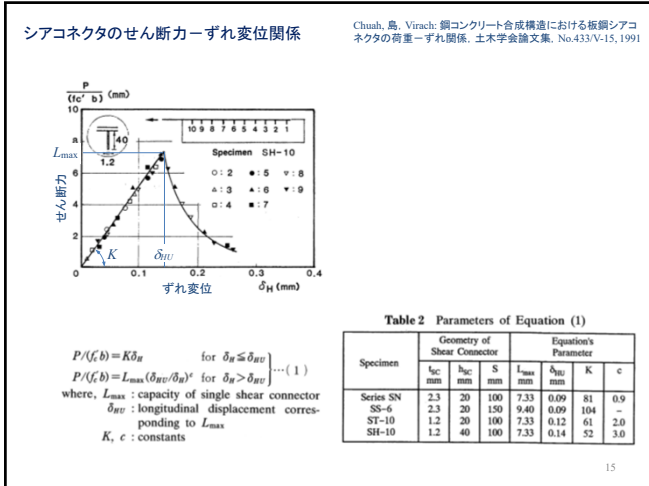 シアコネクタのせん断力－ずれ変位関係
Chuah, 島, Virach: 鋼コンクリート合成構造における板鋼シアコ
ネクタの荷重－ずれ関係, 土木学会論文集, No.433/V-15, 1991
P
(fc′ b) (mm)
10
8
6
4
2
0
0.1
0.2
0.3
0.4
Lmax
せん断力
K
δHU
ずれ変位
δH (mm)
40
1.2
10 9 8 7 6 5 4 3 2 1
Specimen SH-10
○: 2 ●: 5 ▽: 8
△: 3 ▲: 6 ▼: 9
□: 4 ■: 7
P/(fc′b)=KδH for δH≦δHU
P/(fc′b)=Lmax(δHU/δH)^c for δH>δHU
…(1)
where, Lmax : capacity of single shear connector
δHU : longitudinal displacement corres-
ponding to Lmax
K, c : constants
Table 2 Parameters of Equation (1)
Specimen Geometry of Shear Connector Equation's Parameter
tSC mm hSC mm S mm Lmax mm δHU mm K c
Series SN 2.3 20 100 7.33 0.09 81 0.9
SS-6 2.3 20 150 9.40 0.09 104 –
ST-10 1.2 20 100 7.33 0.12 61 2.0
SH-10 1.2 40 100 7.33 0.14 52 3.0
15